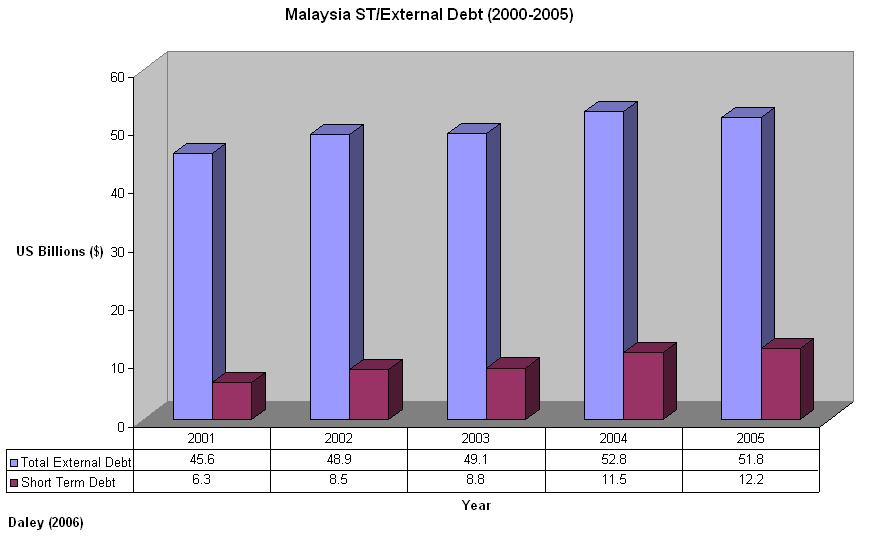 Malaysia ST/External Debt (2000-2005)
60
50
40
US Billions ($) 30
20
10
0
2001 2002 2003 2004 2005
Total External Debt 45.6 48.9 49.1 52.8 51.8
Short Term Debt 6.3 8.5 8.8 11.5 12.2
Year
Daley (2006)